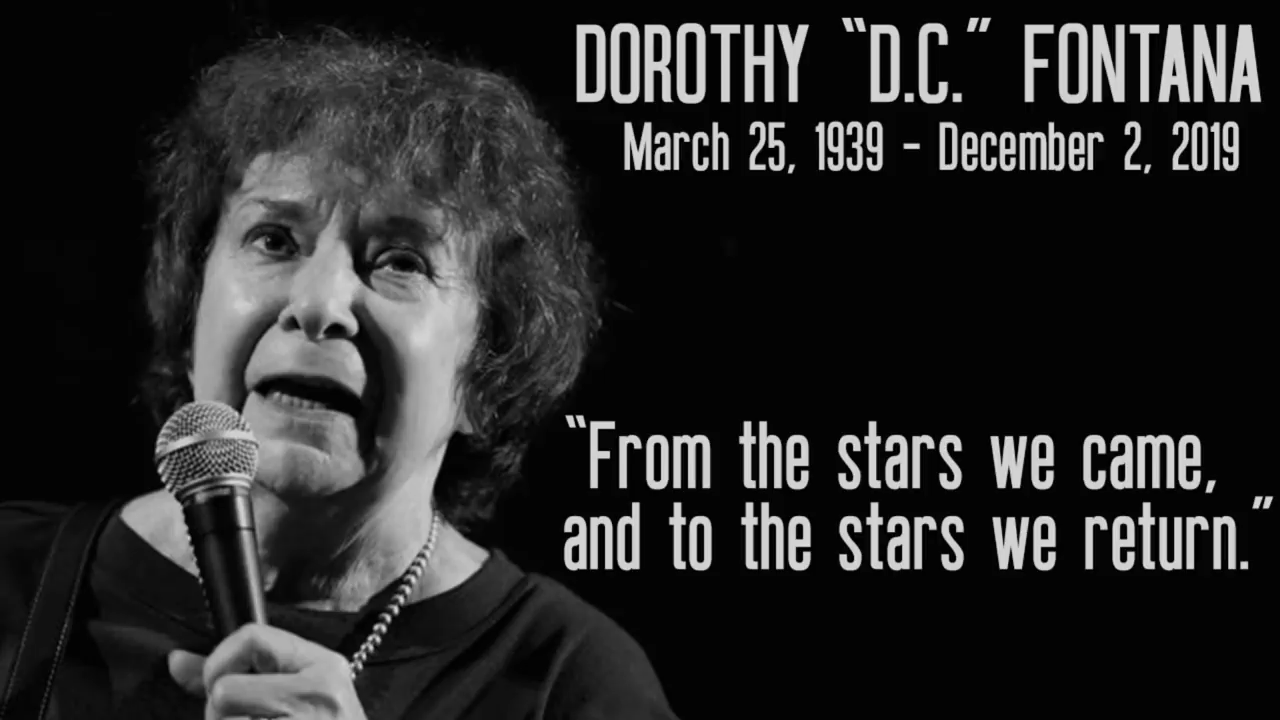 DOROTHY “D.C.” FONTANA
March 25, 1939 - December 2, 2019
“From the stars we came,
and to the stars we return.”